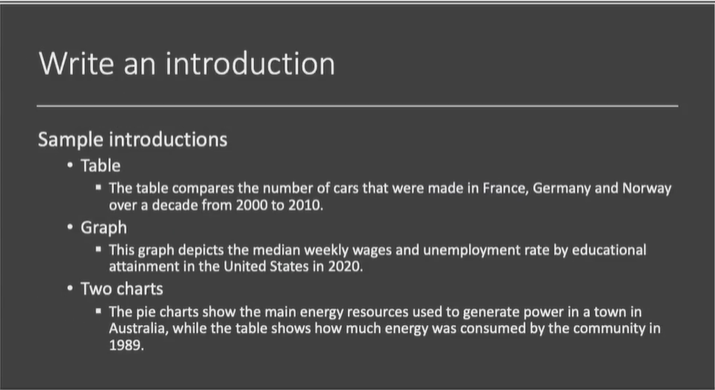 Write an introduction
Sample introductions
• Table
▪ The table compares the number of cars that were made in France, Germany and Norway
over a decade from 2000 to 2010.
• Graph
▪ This graph depicts the median weekly wages and unemployment rate by educational
attainment in the United States in 2020.
• Two charts
▪ The pie charts show the main energy resources used to generate power in a town in
Australia, while the table shows how much energy was consumed by the community in
1989.